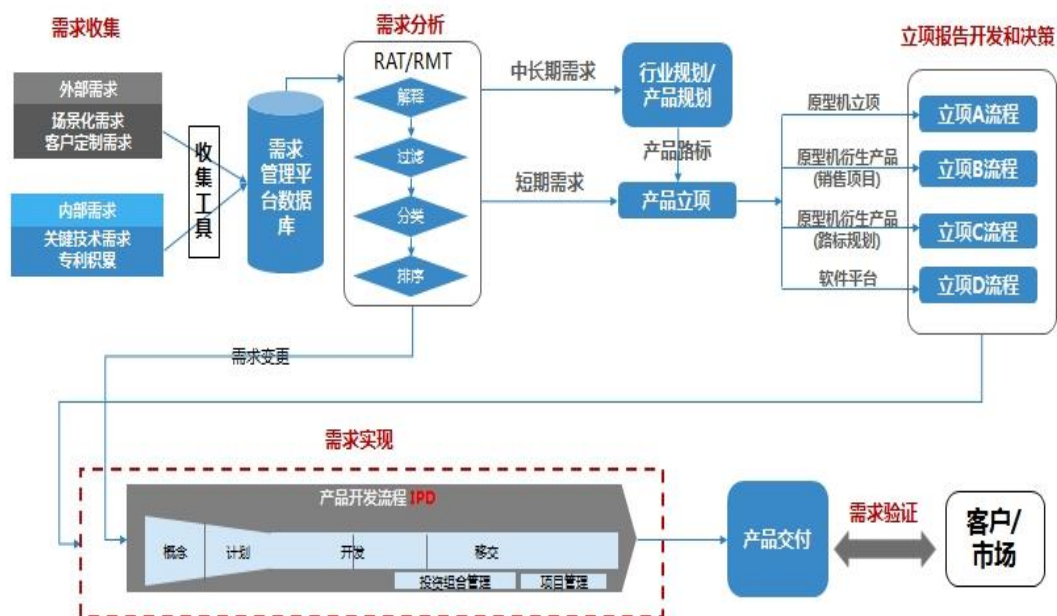 需求收集
外部需求
场景化需求
客户定制需求
内部需求
关键技术需求
专利积累
收集工具
需求
管理平
台数据
库
需求分析
RAT/RMT
解释
过滤
分类
排序
中长期需求
短期需求
行业规划/
产品规划
产品路标
产品立项
立项报告开发和决策
原型机立项
立项A流程
原型机衍生产品
(销售项目)
立项B流程
原型机衍生产品
(路标规划)
立项C流程
软件平台
立项D流程
需求变更
需求实现
产品开发流程IPD
概念
计划
开发
移交
投资组合管理
项目管理
产品交付
需求验证
客户/
市场